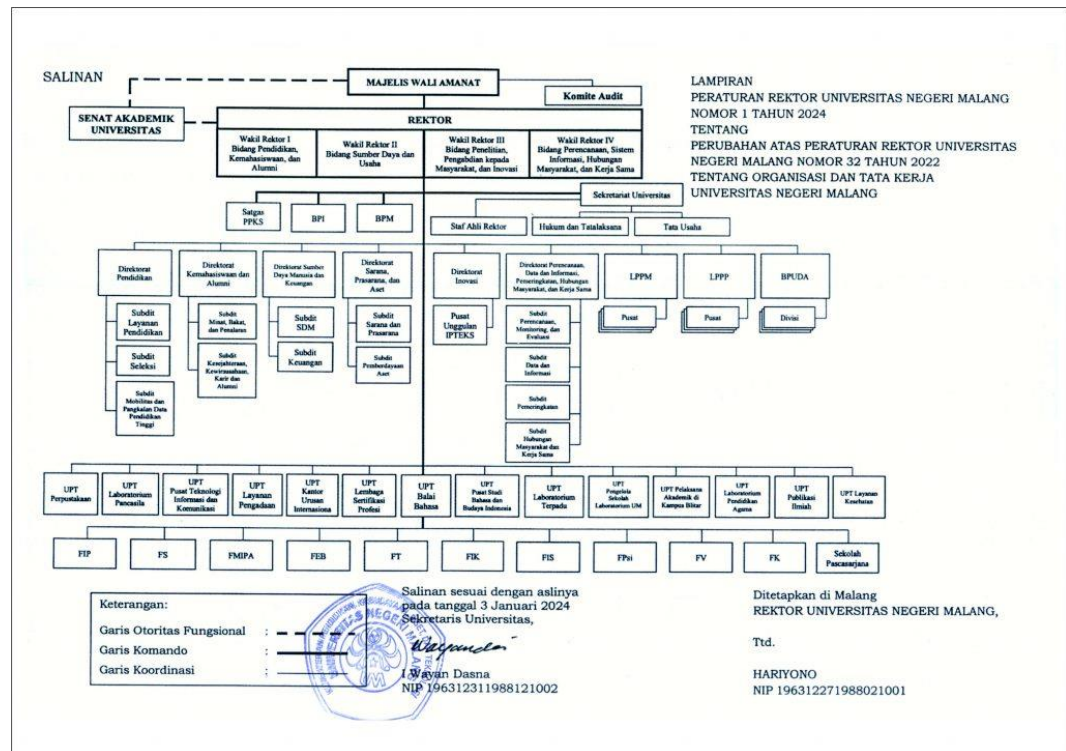 SALINAN
MAJELIS WALI AMANAT
Komite Audit
SENAT AKADEMIK
UNIVERSITAS
REKTOR
Wakil Rektor I
Bidang Pendidikan,
Kemahasiswaan, dan
Alumni
Wakil Rektor II
Bidang Sumber Daya dan
Usaha
Wakil Rektor III
Bidang Penelitian,
Pengabdian kepada
Masyarakat, dan Inovasi
Wakil Rektor IV
Bidang Perencanaan, Sistem
Informasi, Hubungan
Masyarakat, dan Kerja Sama
LAMPIRAN
PERATURAN REKTOR UNIVERSITAS NEGERI MALANG
NOMOR 1 TAHUN 2024
TENTANG
PERUBAHAN ATAS PERATURAN REKTOR UNIVERSITAS
NEGERI MALANG NOMOR 32 TAHUN 2022
TENTANG ORGANISASI DAN TATA KERJA
UNIVERSITAS NEGERI MALANG
Sekretariat Universitas
Satgas
PPKS
BPI
BPM
Staf Ahli Rektor
Hukum dan Tatalaksana
Tata Usaha
Direktorat
Pendidikan
Direktorat
Kemahasiswaan dan
Alumni
Direktorat Sumber
Daya Manusia dan
Keuangan
Direktorat
Sarana,
Prasarana, dan
Aset
Direktorat
Inovasi
Direktorat Perencanaan,
Data dan Informasi,
Pemeringkatan, Hubungan
Masyarakat, dan Kerja Sama
LPPM
LPPP
BPUDA
Subdit
Layanan
Pendidikan
Subdit
Seleksi
Subdit
Mobilitas dan
Pangkalan Data
Pendidikan
Tinggi
Subdit
Minat, Bakat,
dan Penalaran
Subdit
Kesejahteraan,
Kewirausahaan,
Karir dan
Alumni
Subdit
SDM
Subdit
Keuangan
Subdit
Sarana dan
Prasarana
Subdit
Pemberdayaan
Aset
Pusat
Unggulan
IPTEKS
Subdit
Perencanaan,
Monitoring, dan
Evaluasi
Subdit
Data dan
Informasi
Subdit
Pemeringkatan
Subdit
Hubungan
Masyarakat dan
Kerja Sama
Pusat
Pusat
Divisi
UPT
Perpustakaan
UPT
Laboratorium
Pancasila
UPT
Pusat Teknologi
Informasi dan
Komunikasi
UPT
Layanan
Pengadaan
UPT
Kantor
Urusan
Internasiona
UPT
Lembaga
Sertifikasi
Profesi
UPT
Balai
Bahasa
UPT
Pusat Studi
Bahasa dan
Budaya Indonesia
UPT
Laboratorium
Terpadu
UPT
Pengelola
Sekolah
Laboratorium UM
UPT Pelaksana
Akademik di
Kampus Blitar
UPT
Laboratorium
Pendidikan
Agama
UPT
Publikasi
Ilmiah
UPT Layanan
Kesehatan
FIP
FS
FMIPA
FEB
FT
FIK
FIS
FPsi
FV
FK
Sekolah
Pascasarjana
Keterangan:
Garis Otoritas Fungsional :
Garis Komando :
Garis Koordinasi :
Salinan sesuai dengan aslinya
pada tanggal 3 Januari 2024
Sekretaris Universitas,
I Wayan Dasna
NIP 196312311988121002
Ditetapkan di Malang
REKTOR UNIVERSITAS NEGERI MALANG,
Ttd.
HARIYONO
NIP 196312271988021001